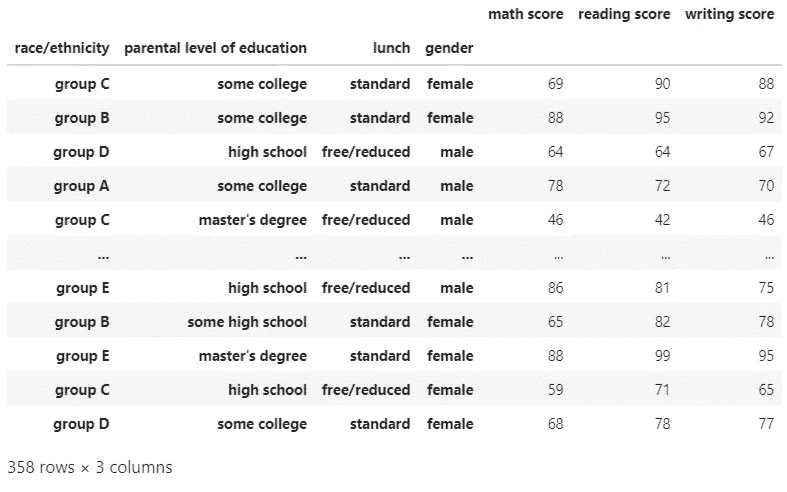 math score reading score writing score
race/ethnicity parental level of education lunch gender
group C some college standard female 69 90 88
group B some college standard female 88 95 92
group D high school free/reduced male 64 64 67
group A some college standard male 78 72 70
group C master's degree free/reduced male 46 42 46
... ... ... ... ... ... ...
group E high school free/reduced male 86 81 75
group B some high school standard female 65 82 78
group E master's degree standard female 88 99 95
group C high school free/reduced female 59 71 65
group D some college standard female 68 78 77
358 rows × 3 columns